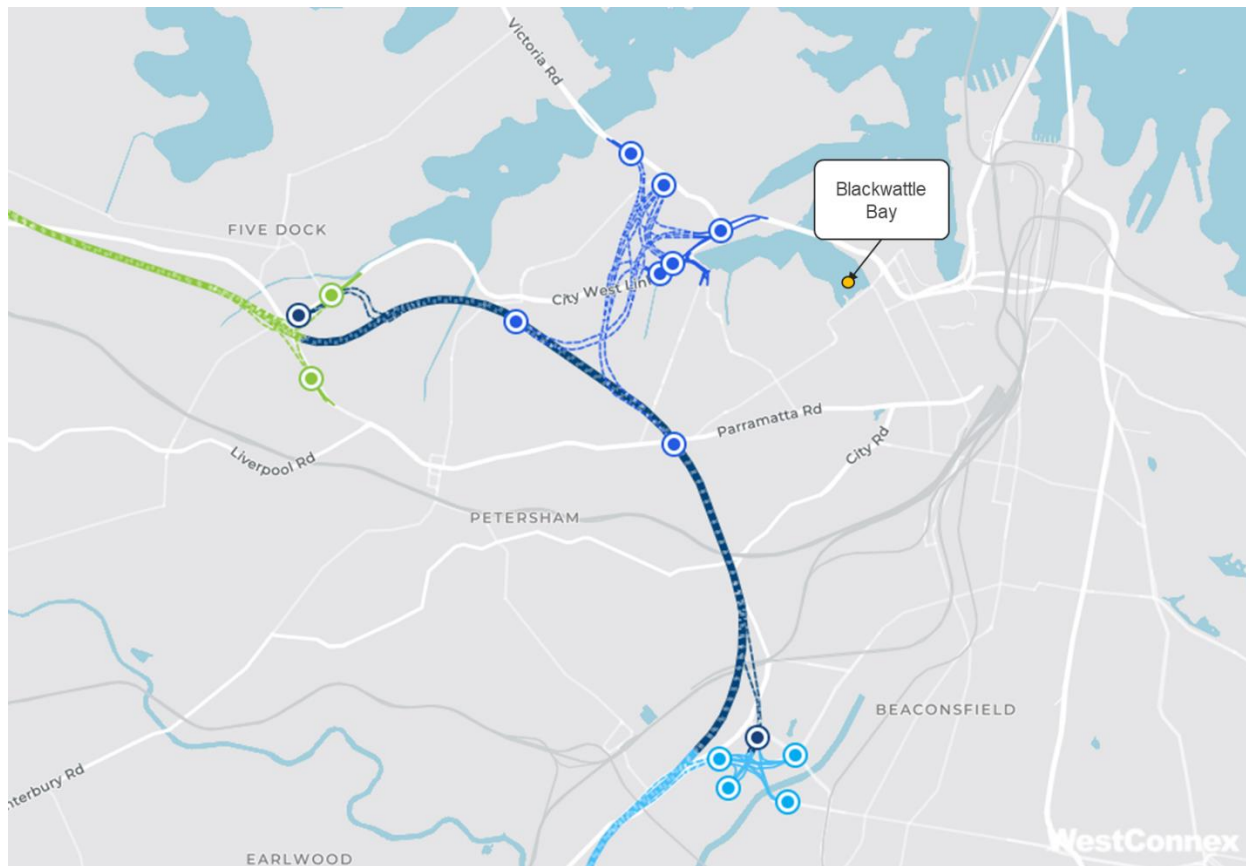 Victoria Rd
Blackwattle
Bay
FIVE DOCK
City West Lin
Parramatta Rd
City Rd
Liverpool Rd
PETERSHAM
BEACONSFIELD
nterbury Rd
WestConnex
EARLWOOD